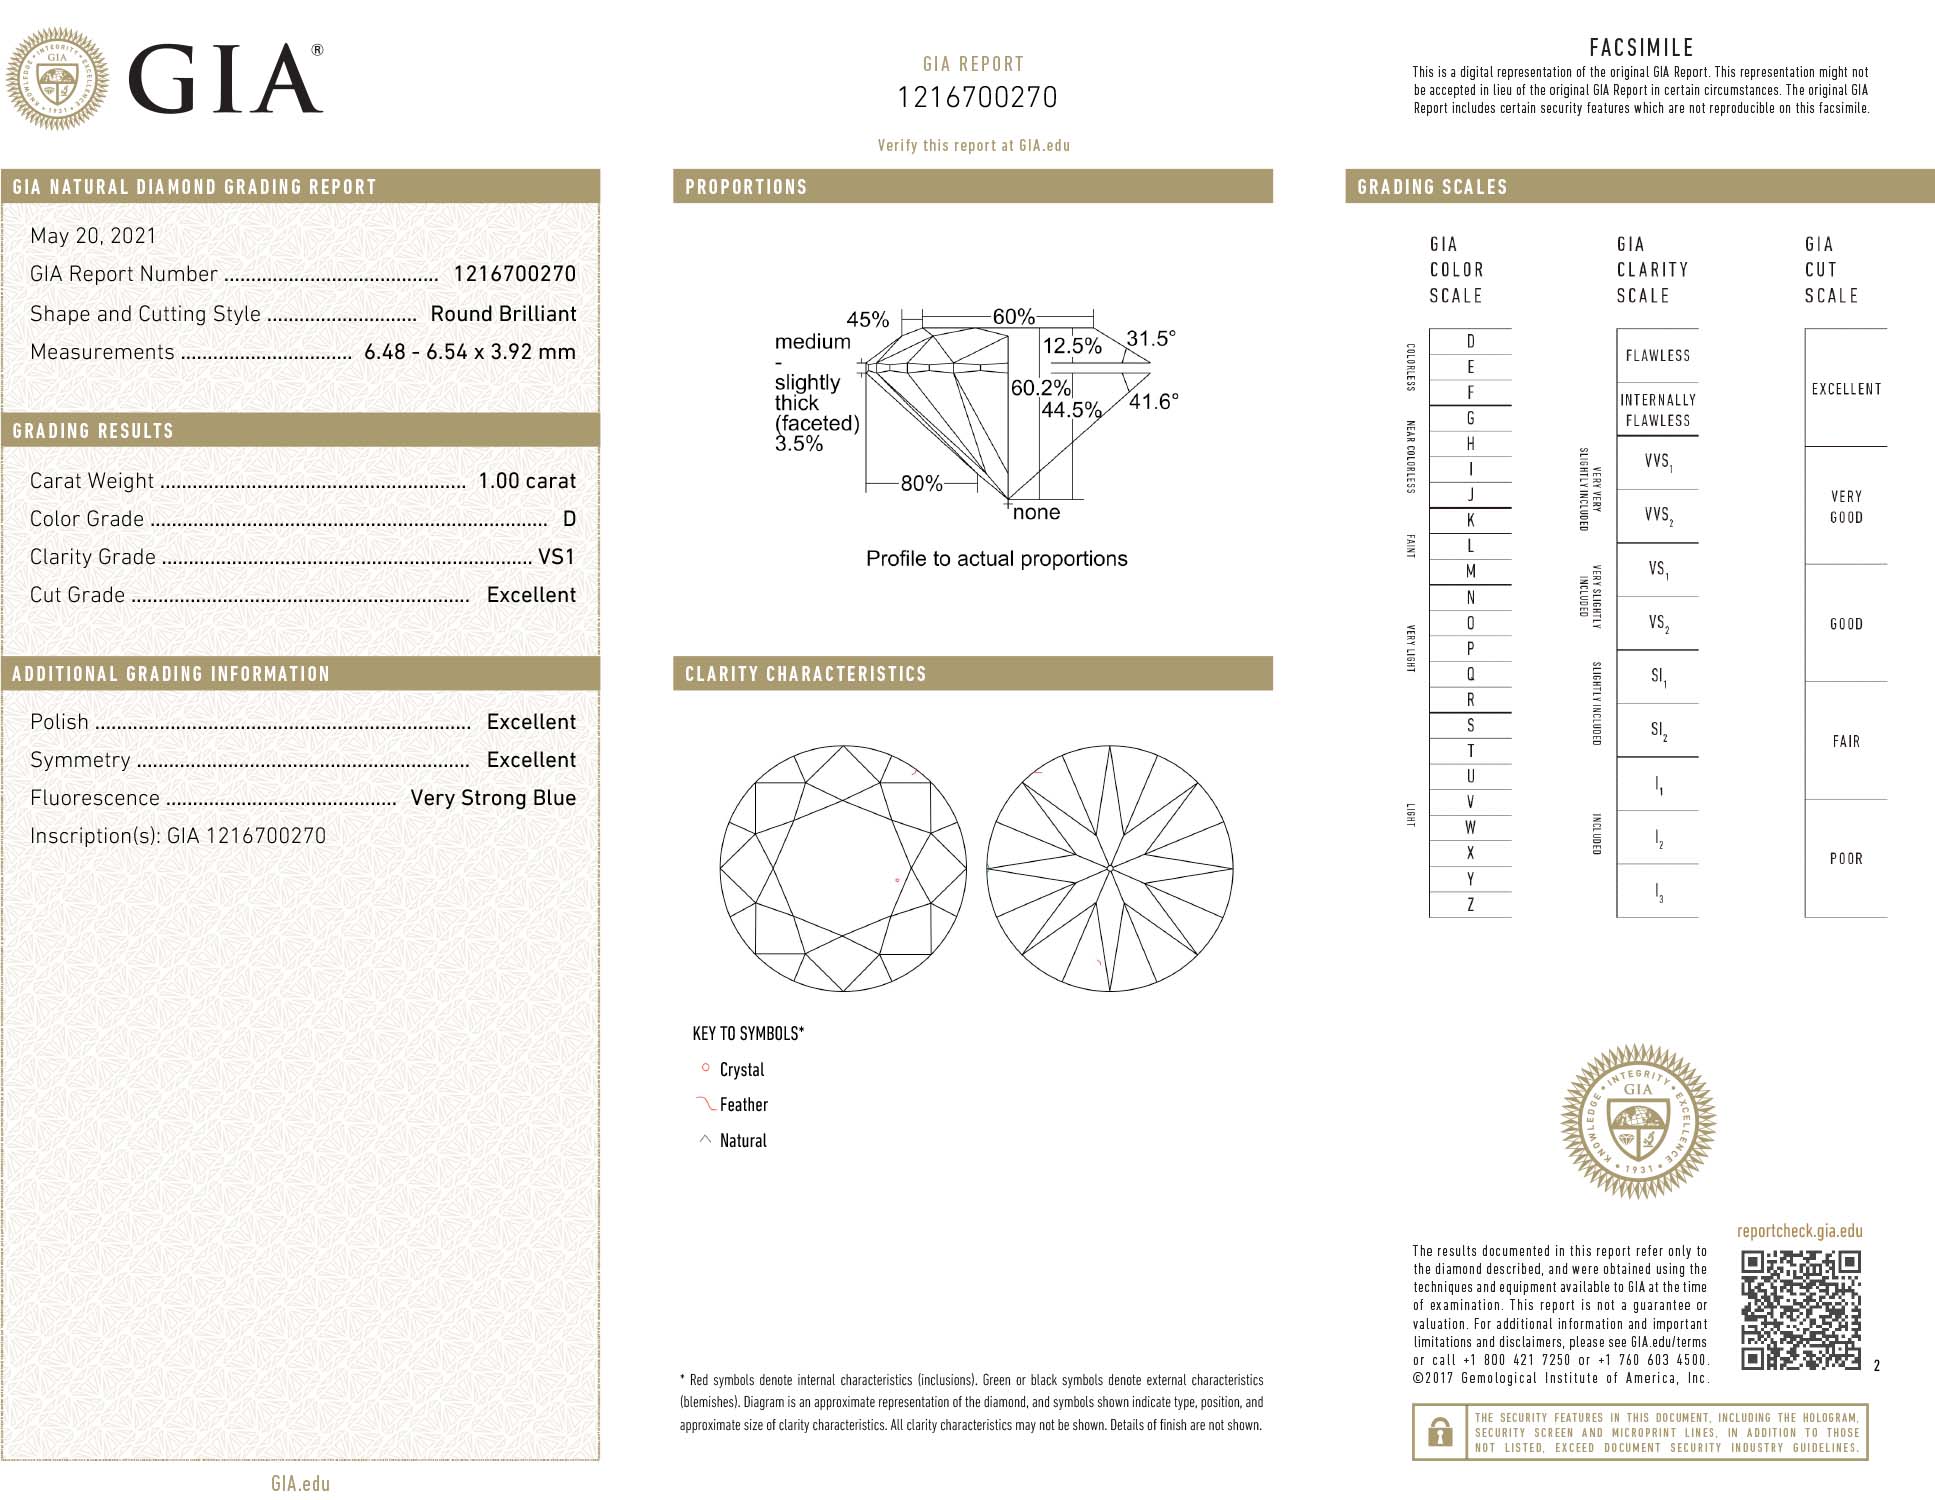 GIA®
GIA REPORT
1216700270
Verify this report at GIA.edu
FACSIMILE
This is a digital representation of the original GIA Report. This representation might not
be accepted in lieu of the original GIA Report in certain circumstances. The original GIA
Report includes certain security features which are not reproducible on this facsimile.
GIA NATURAL DIAMOND GRADING REPORT
May 20, 2021
GIA Report Number ........................................ 1216700270
Shape and Cutting Style ............................ Round Brilliant
Measurements ................................ 6.48 - 6.54 x 3.92 mm
GRADING RESULTS
Carat Weight ......................................................... 1.00 carat
Color Grade .......................................................................... D
Clarity Grade ..................................................................... VS1
Cut Grade ............................................................... Excellent
ADDITIONAL GRADING INFORMATION
Polish ...................................................................... Excellent
Symmetry .............................................................. Excellent
Fluorescence ........................................... Very Strong Blue
Inscription(s): GIA 1216700270
GIA.edu
PROPORTIONS
45%
60%
31.5°
medium
-
slightly
thick
(faceted)
3.5%
12.5%
60.2%
44.5%
41.6°
80%
none
Profile to actual proportions
CLARITY CHARACTERISTICS
KEY TO SYMBOLS*
Crystal
Feather
Natural
* Red symbols denote internal characteristics (inclusions). Green or black symbols denote external characteristics
(blemishes). Diagram is an approximate representation of the diamond, and symbols shown indicate type, position, and
approximate size of clarity characteristics. All clarity characteristics may not be shown. Details of finish are not shown.
GRADING SCALES
GIA
COLOR
SCALE
COLORLESS
D
E
F
NEAR COLORLESS
G
H
I
J
FAINT
K
L
M
VERY LIGHT
N
O
P
Q
R
LIGHT
S
T
U
V
W
X
Y
Z
GIA
CLARITY
SCALE
FLAWLESS
INTERNALLY
FLAWLESS
VERY VERY
SLIGHTLY INCLUDED
VVS1
VVS2
VERY SLIGHTLY
INCLUDED
VS1
VS2
SLIGHTLY INCLUDED
SI1
SI2
INCLUDED
I1
I2
I3
GIA
CUT
SCALE
EXCELLENT
VERY
GOOD
GOOD
FAIR
POOR
INTEGRITY
EXCELLENCE
1931
KNOWLEDGE
GIA
reportcheck.gia.edu
The results documented in this report refer only to
the diamond described, and were obtained using the
techniques and equipment available to GIA at the time
of examination. This report is not a guarantee or
valuation. For additional information and important
limitations and disclaimers, please see GIA.edu/terms
or call +1 800 421 7250 or +1 760 603 4500.
©2017 Gemological Institute of America, Inc.
2
THE SECURITY FEATURES IN THIS DOCUMENT, INCLUDING THE HOLOGRAM,
SECURITY SCREEN AND MICROPRINT LINES, IN ADDITION TO THOSE
NOT LISTED, EXCEED DOCUMENT SECURITY INDUSTRY GUIDELINES.